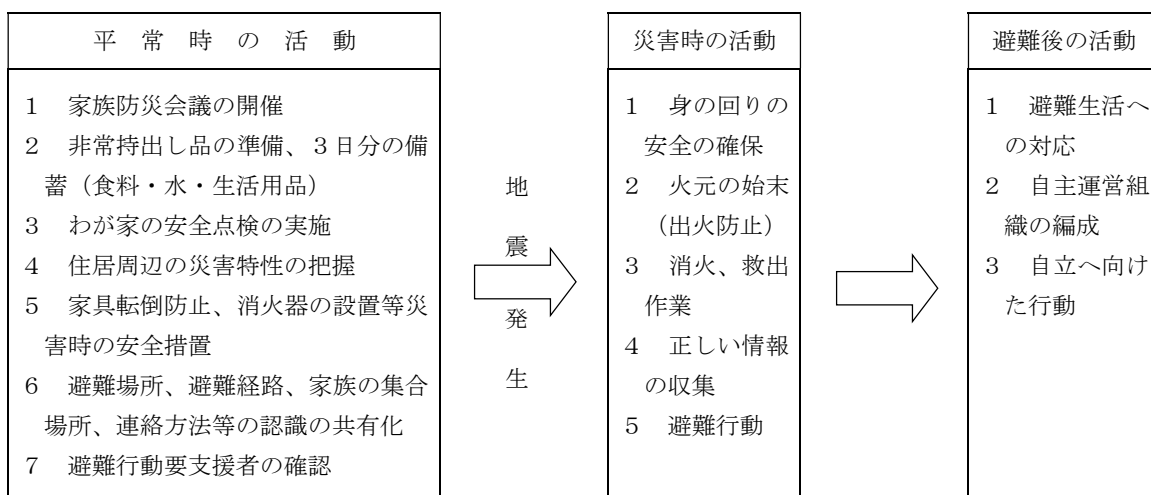 平　常　時　の　活　動
1　家族防災会議の開催
2　非常持出し品の準備、３日分の備
蓄（食料・水・生活用品）
3　わが家の安全点検の実施
4　住居周辺の災害特性の把握
5　家具転倒防止、消火器の設置等災
害時の安全措置
6　避難場所、避難経路、家族の集合
場所、連絡方法等の認識の共有化
7　避難行動要支援者の確認
地
震
発
生
災害時の活動
1　身の回りの
安全の確保
2　火元の始末
（出火防止）
3　消火、救出
作業
4　正しい情報
の収集
5　避難行動
避難後の活動
1　避難生活へ
の対応
2　自主運営組
織の編成
3　自立へ向け
た行動